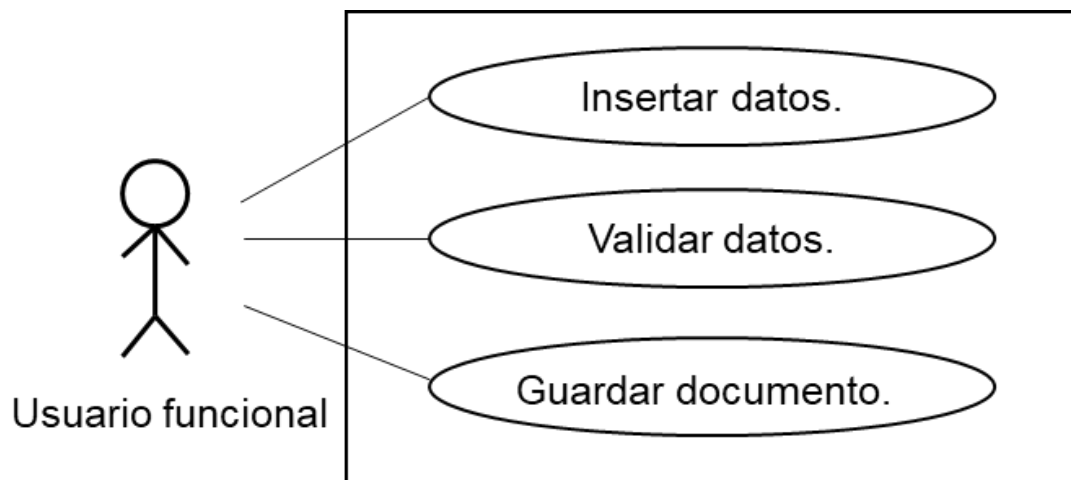 Insertar datos.
Validar datos.
Guardar documento.
Usuario funcional